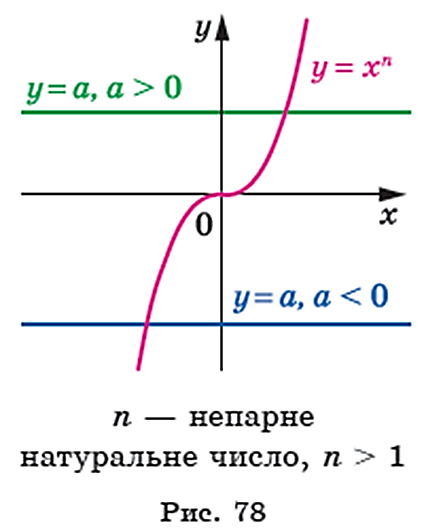 y
y = a, a > 0
y = xⁿ
0
x
y = a, a < 0
n — непарне
натуральне число, n > 1
Рис. 78